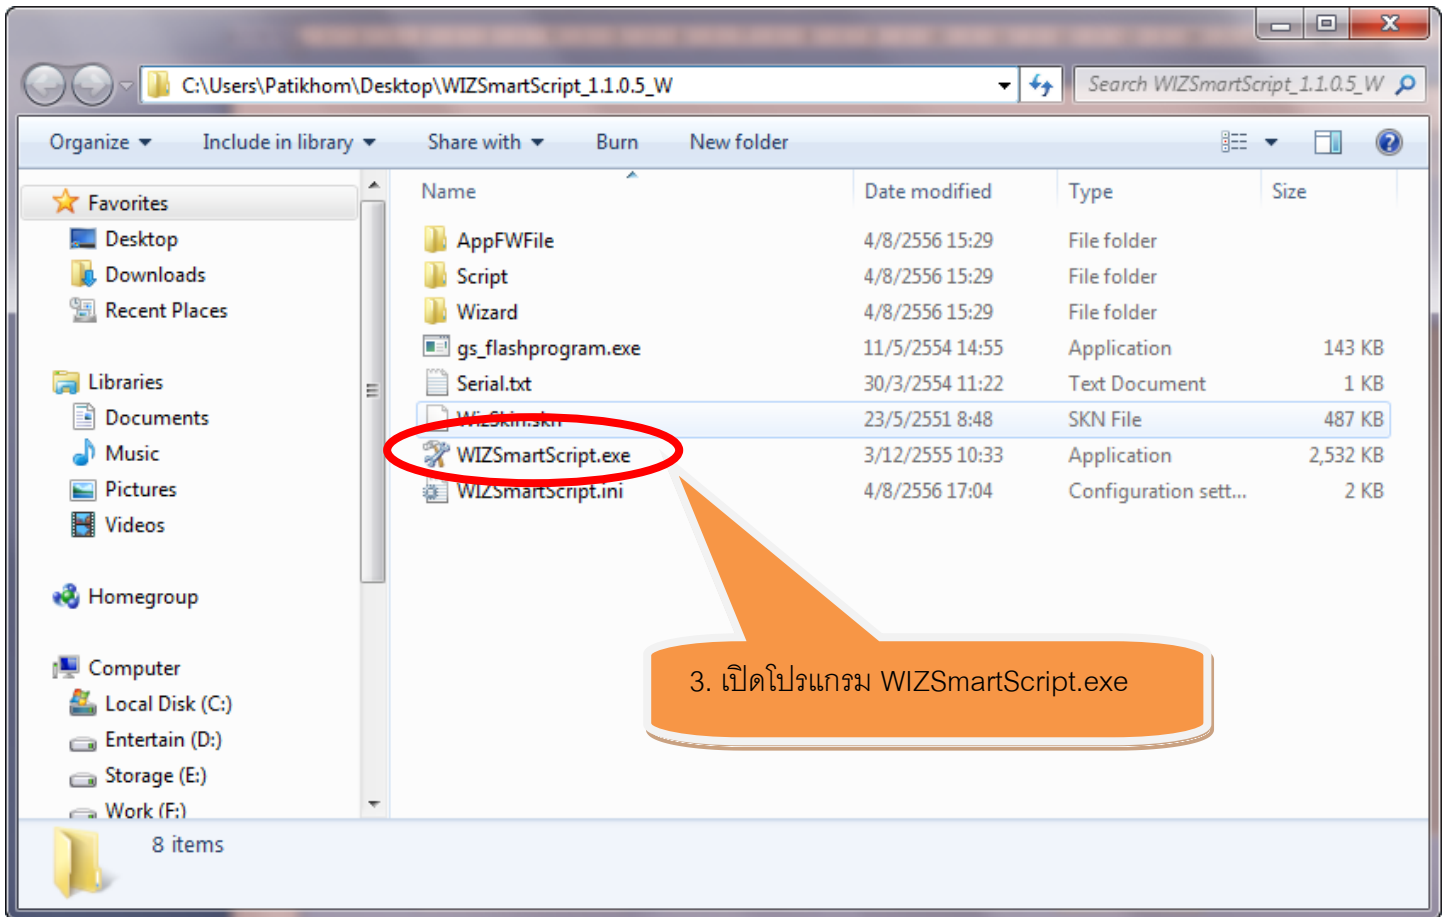 C:\Users\Patikhom\Desktop\WIZSmartScript_1.1.0.5_W
Search WIZSmartScript_1.1.0.5_W
Organize Include in library Share with Burn New folder
Favorites
Desktop
Downloads
Recent Places
Libraries
Documents
Music
Pictures
Videos
Homegroup
Computer
Local Disk (C:)
Entertain (D:)
Storage (E:)
Work (F:)
Name Date modified Type Size
AppFWFile 4/8/2556 15:29 File folder
Script 4/8/2556 15:29 File folder
Wizard 4/8/2556 15:29 File folder
gs_flashprogram.exe 11/5/2554 14:55 Application 143 KB
Serial.txt 30/3/2554 11:22 Text Document 1 KB
WizSkin.skn 23/5/2551 8:48 SKN File 487 KB
WIZSmartScript.exe 3/12/2555 10:33 Application 2,532 KB
WIZSmartScript.ini 4/8/2556 17:04 Configuration sett... 2 KB
3. เปิดโปรแกรม WIZSmartScript.exe
8 items